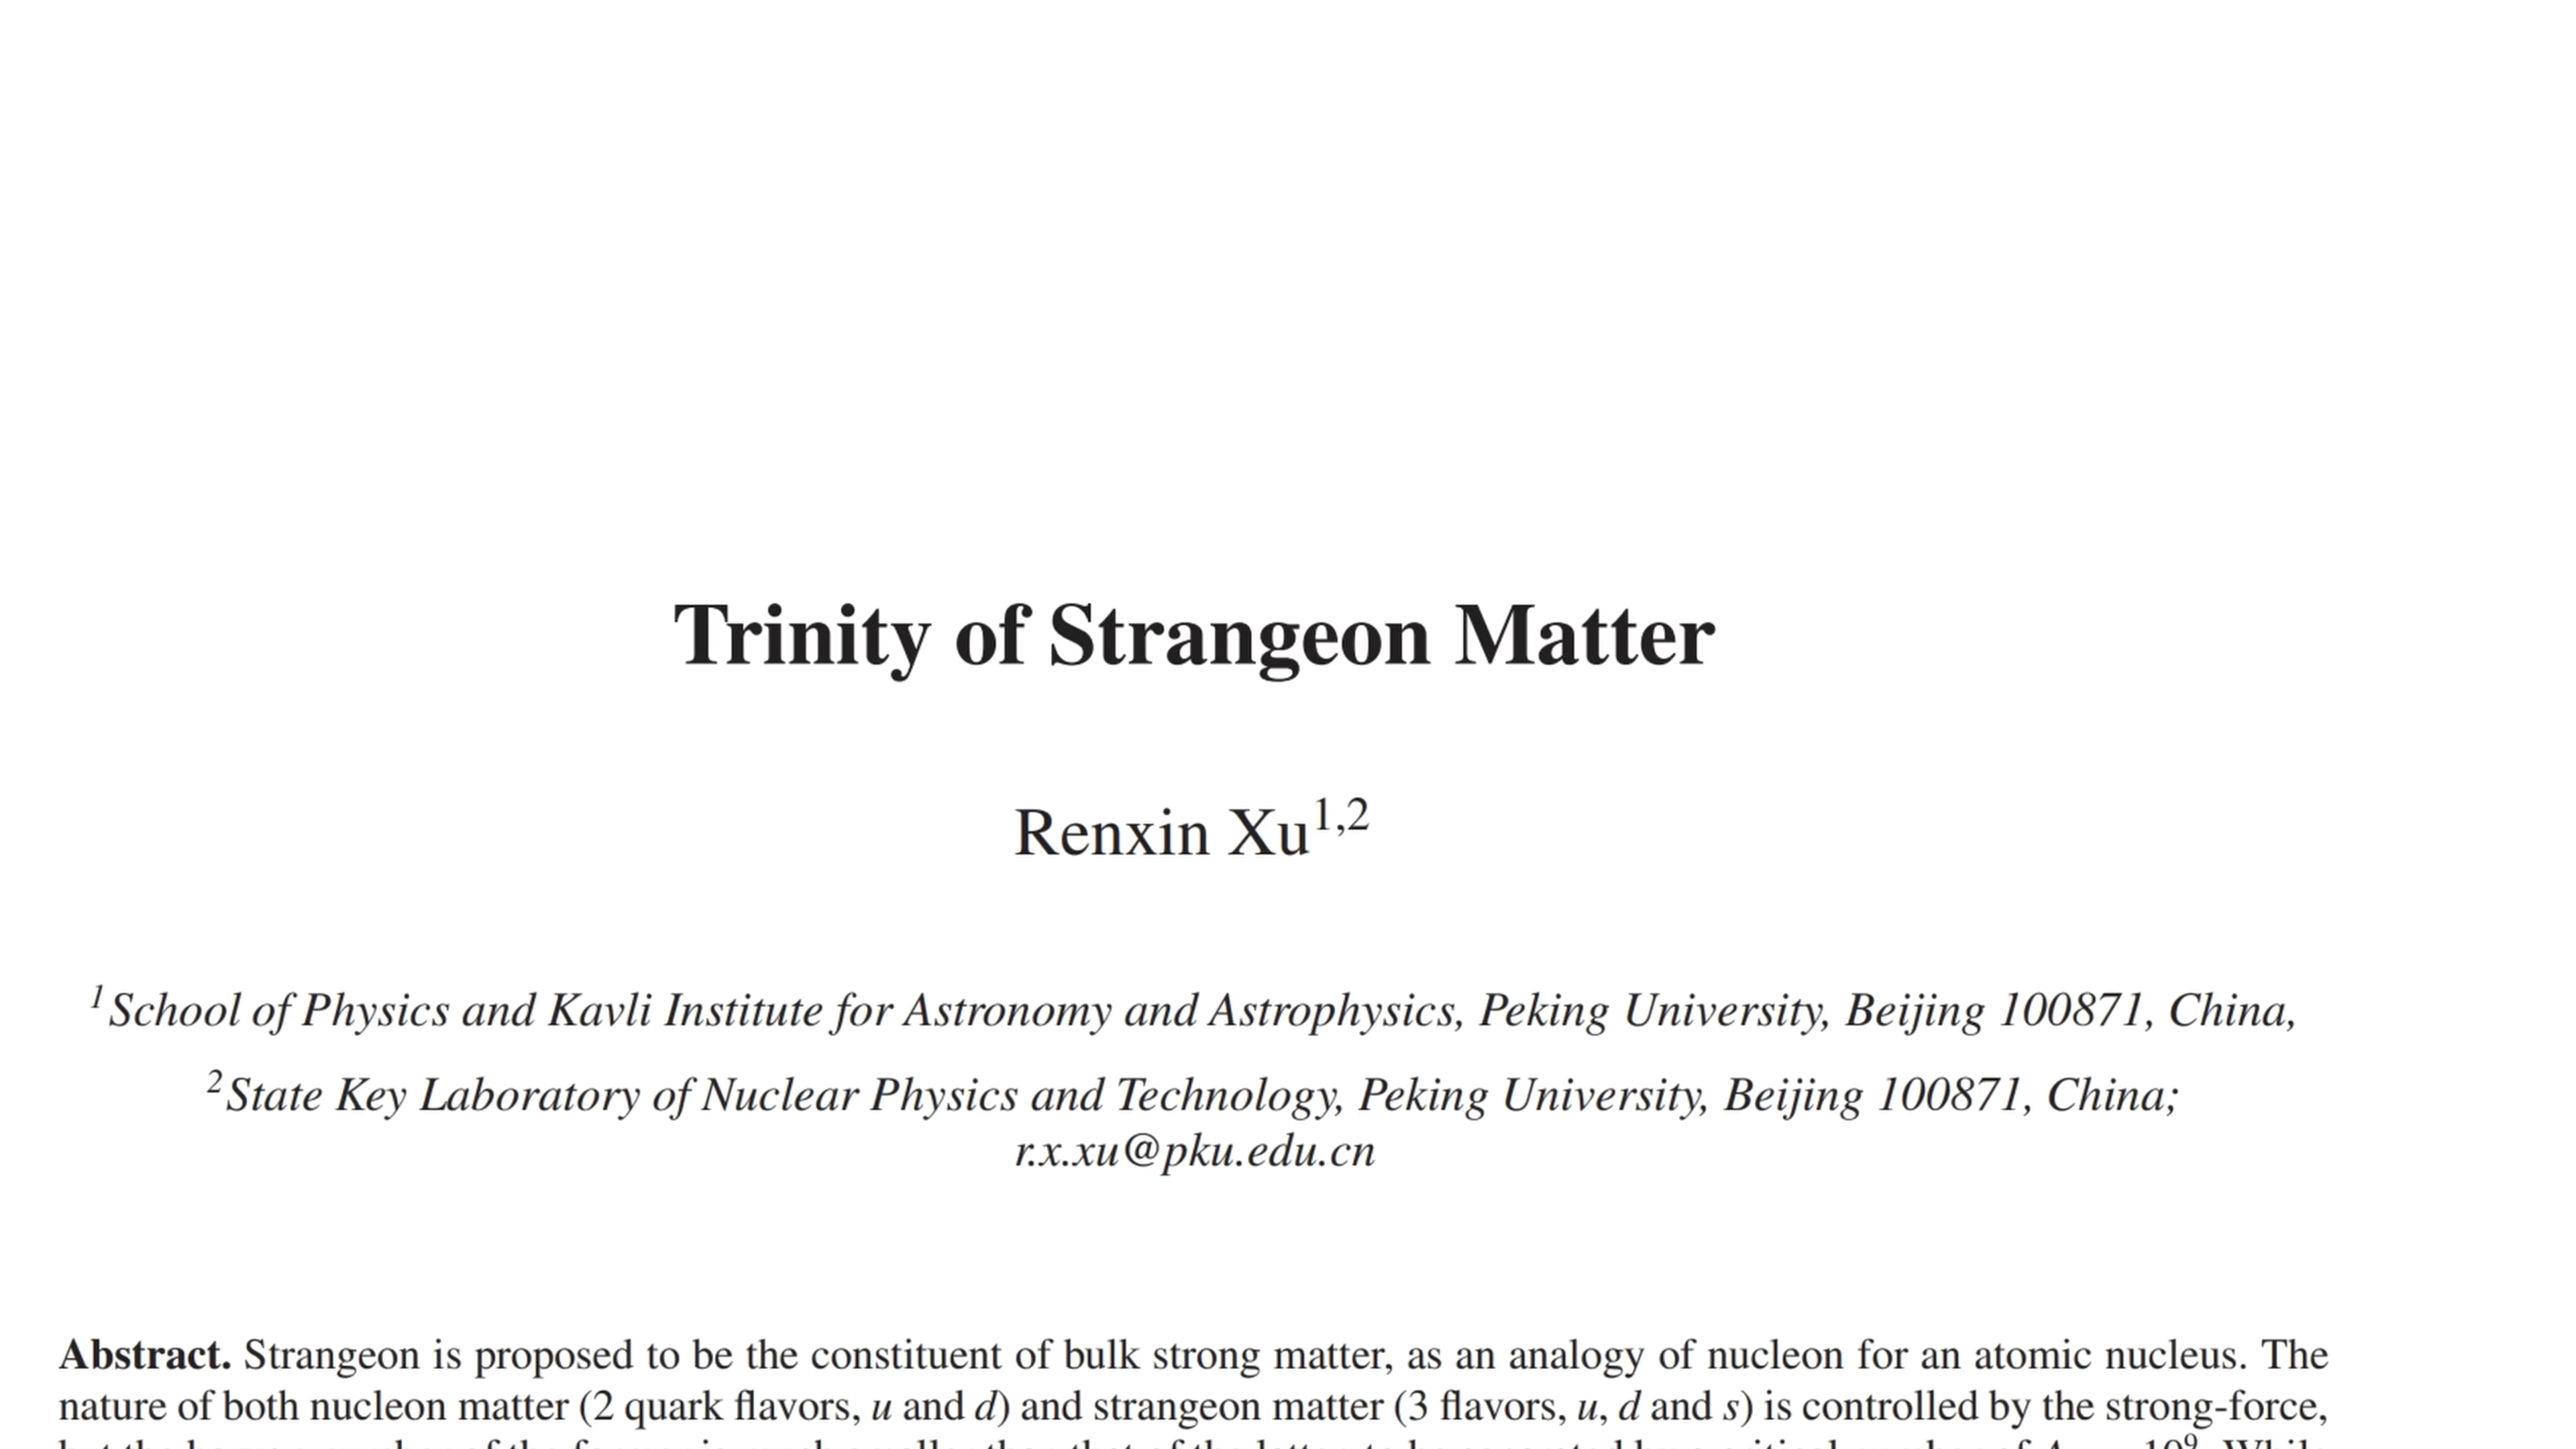 Trinity of Strangeon Matter
Renxin Xu1,2
1School of Physics and Kavli Institute for Astronomy and Astrophysics, Peking University, Beijing 100871, China,
2State Key Laboratory of Nuclear Physics and Technology, Peking University, Beijing 100871, China;
r.x.xu@pku.edu.cn
Abstract. Strangeon is proposed to be the constituent of bulk strong matter, as an analogy of nucleon for an atomic nucleus. The
nature of both nucleon matter (2 quark flavors, u and d) and strangeon matter (3 flavors, u, d and s) is controlled by the strong-force,